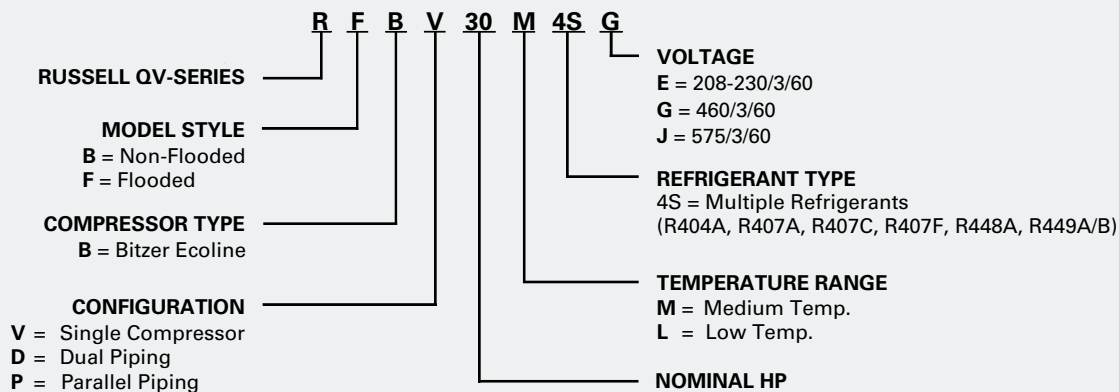 R F B V 30 M 4S G
RUSSELL QV-SERIES
MODEL STYLE
B = Non-Flooded
F = Flooded
COMPRESSOR TYPE
B = Bitzer Ecoline
CONFIGURATION
V = Single Compressor
D = Dual Piping
P = Parallel Piping
VOLTAGE
E = 208-230/3/60
G = 460/3/60
J = 575/3/60
REFRIGERANT TYPE
4S = Multiple Refrigerants
(R404A, R407A, R407C, R407F, R448A, R449A/B)
TEMPERATURE RANGE
M = Medium Temp.
L = Low Temp.
NOMINAL HP